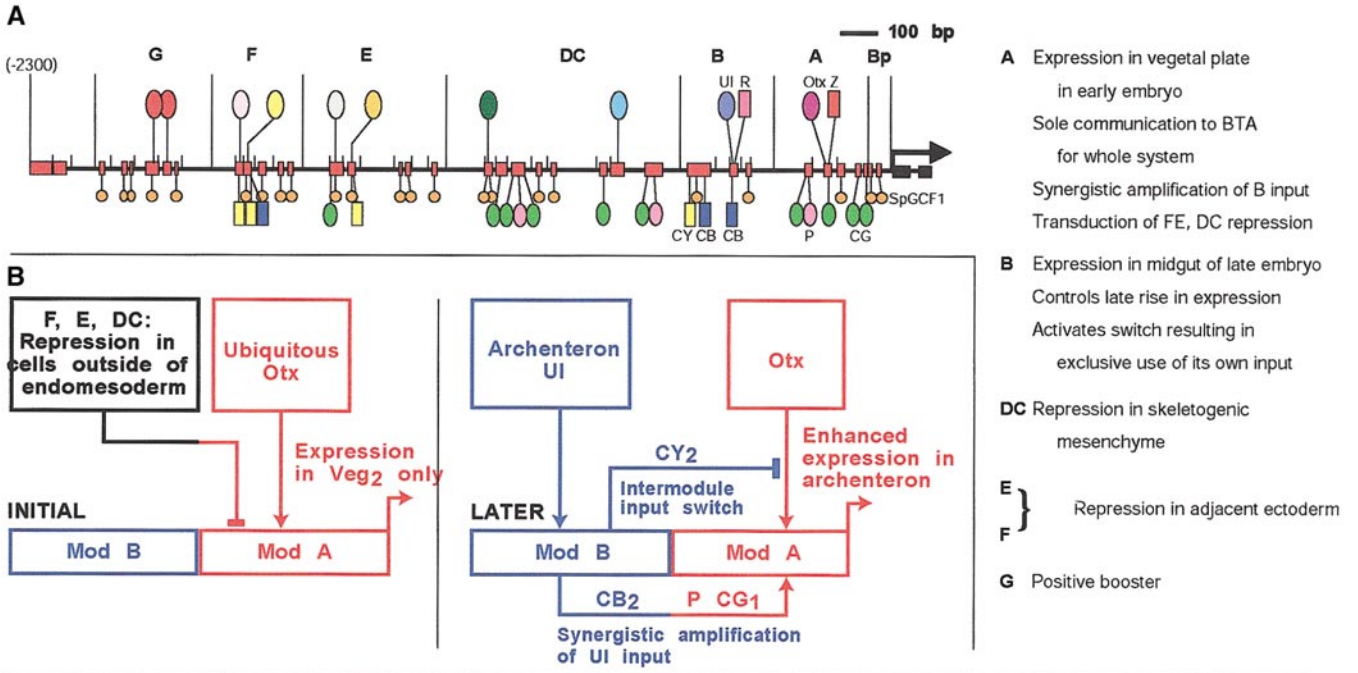 A
100 bp
(-2300)
G F E DC B A Bp
UI R Otx Z
SpGCF1
CY CB CB P CG
B
F, E, DC:
Repression in
cells outside of
endomesoderm
Ubiquitous
Otx
Expression
in Veg2 only
INITIAL
Mod B
Mod A
Archenteron
UI
Otx
CY2
Intermodule
input switch
Enhanced
expression in
archenteron
LATER
Mod B
Mod A
CB2
P CG1
Synergistic amplification
of UI input
A Expression in vegetal plate
in early embryo
Sole communication to BTA
for whole system
Synergistic amplification of B input
Transduction of FE, DC repression
B Expression in midgut of late embryo
Controls late rise in expression
Activates switch resulting in
exclusive use of its own input
DC Repression in skeletogenic
mesenchyme
E
} Repression in adjacent ectoderm
F
G Positive booster